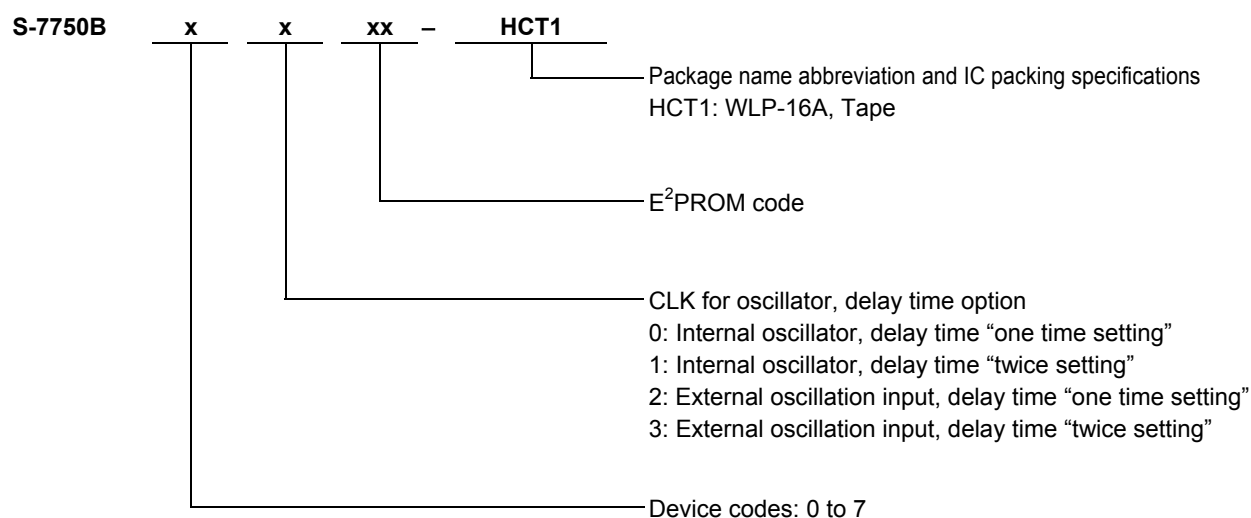 S-7750B x x xx – HCT1
Package name abbreviation and IC packing specifications
HCT1: WLP-16A, Tape
E²PROM code
CLK for oscillator, delay time option
0: Internal oscillator, delay time “one time setting”
1: Internal oscillator, delay time “twice setting”
2: External oscillation input, delay time “one time setting”
3: External oscillation input, delay time “twice setting”
Device codes: 0 to 7